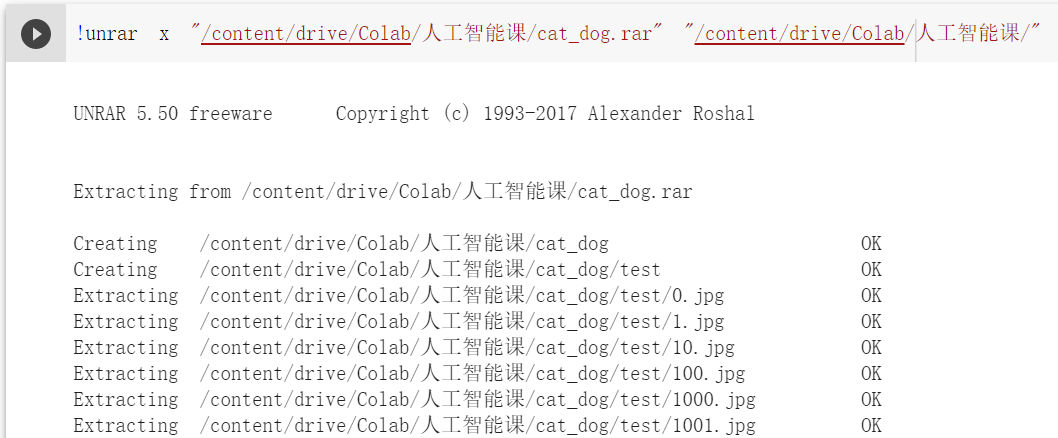 !unrar x "/content/drive/Colab/人工智能课/cat_dog.rar" "/content/drive/Colab/人工智能课/"
UNRAR 5.50 freeware Copyright (c) 1993-2017 Alexander Roshal
Extracting from /content/drive/Colab/人工智能课/cat_dog.rar
Creating /content/drive/Colab/人工智能课/cat_dog OK
Creating /content/drive/Colab/人工智能课/cat_dog/test OK
Extracting /content/drive/Colab/人工智能课/cat_dog/test/0.jpg OK
Extracting /content/drive/Colab/人工智能课/cat_dog/test/1.jpg OK
Extracting /content/drive/Colab/人工智能课/cat_dog/test/10.jpg OK
Extracting /content/drive/Colab/人工智能课/cat_dog/test/100.jpg OK
Extracting /content/drive/Colab/人工智能课/cat_dog/test/1000.jpg OK
Extracting /content/drive/Colab/人工智能课/cat_dog/test/1001.jpg OK